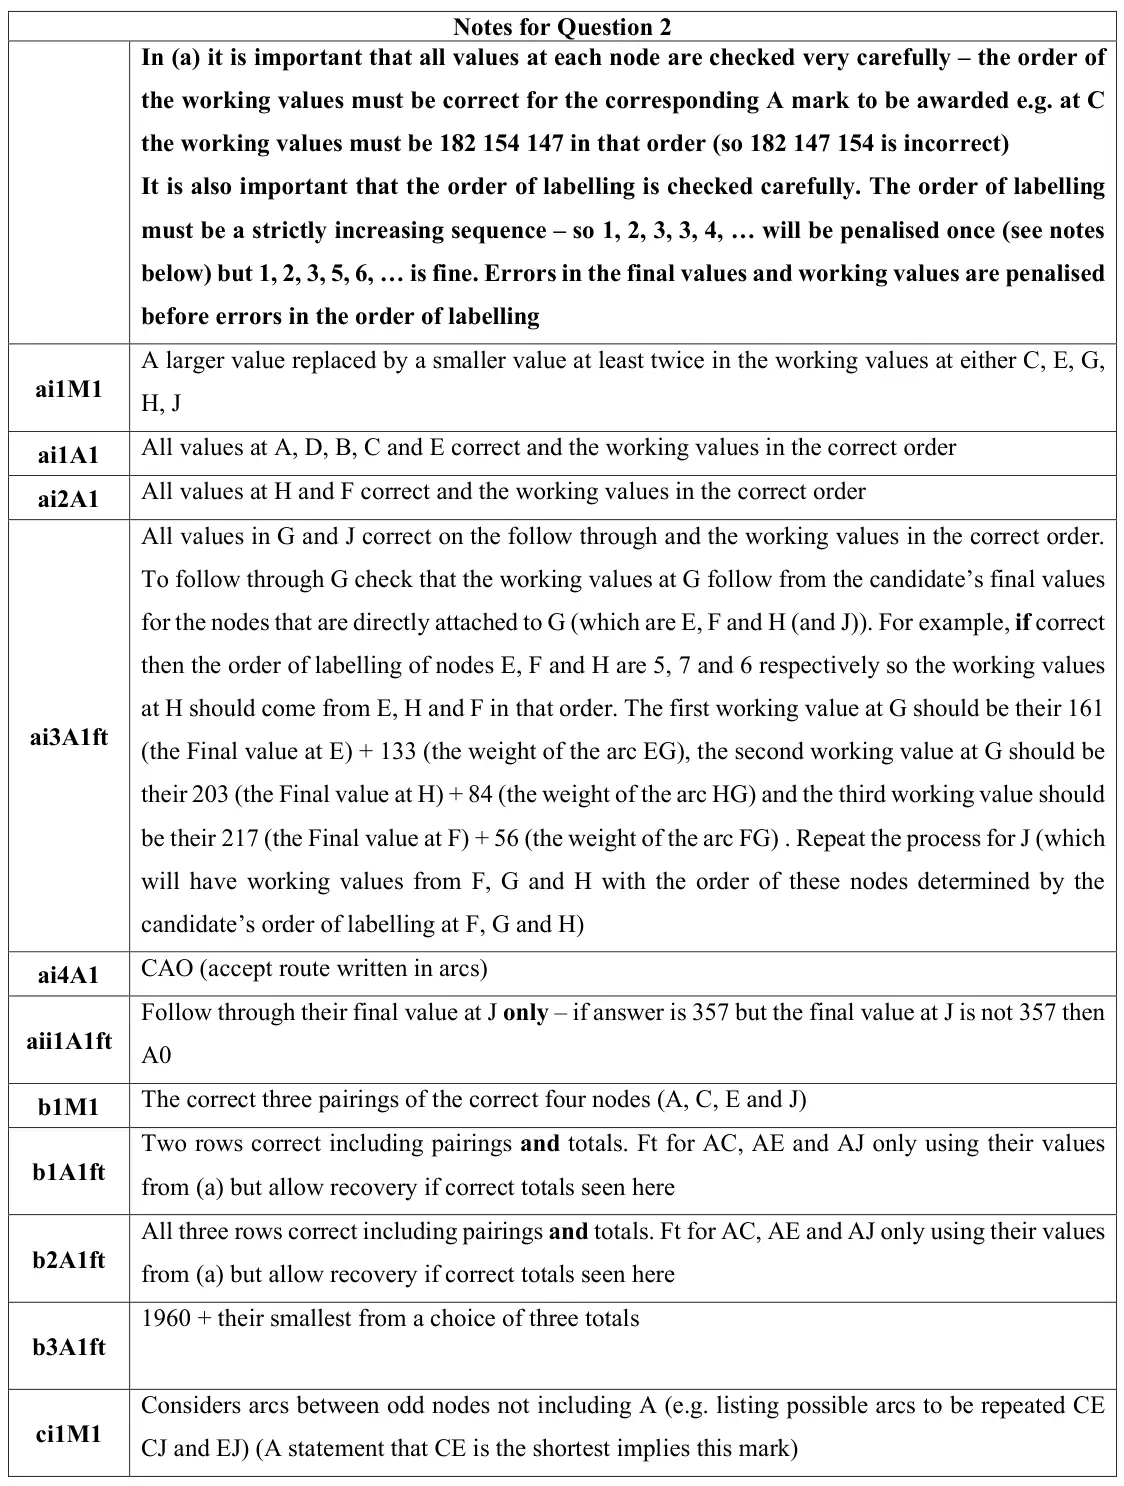 Notes for Question 2
In (a) it is important that all values at each node are checked very carefully – the order of
the working values must be correct for the corresponding A mark to be awarded e.g. at C
the working values must be 182 154 147 in that order (so 182 147 154 is incorrect)
It is also important that the order of labelling is checked carefully. The order of labelling
must be a strictly increasing sequence – so 1, 2, 3, 3, 4, … will be penalised once (see notes
below) but 1, 2, 3, 5, 6, … is fine. Errors in the final values and working values are penalised
before errors in the order of labelling
ai1M1
A larger value replaced by a smaller value at least twice in the working values at either C, E, G,
H, J
ai1A1
All values at A, D, B, C and E correct and the working values in the correct order
ai2A1
All values at H and F correct and the working values in the correct order
ai3A1ft
All values in G and J correct on the follow through and the working values in the correct order.
To follow through G check that the working values at G follow from the candidate’s final values
for the nodes that are directly attached to G (which are E, F and H (and J)). For example, if correct
then the order of labelling of nodes E, F and H are 5, 7 and 6 respectively so the working values
at H should come from E, H and F in that order. The first working value at G should be their 161
(the Final value at E) + 133 (the weight of the arc EG), the second working value at G should be
their 203 (the Final value at H) + 84 (the weight of the arc HG) and the third working value should
be their 217 (the Final value at F) + 56 (the weight of the arc FG) . Repeat the process for J (which
will have working values from F, G and H with the order of these nodes determined by the
candidate’s order of labelling at F, G and H)
ai4A1
CAO (accept route written in arcs)
aii1A1ft
Follow through their final value at J only – if answer is 357 but the final value at J is not 357 then
A0
b1M1
The correct three pairings of the correct four nodes (A, C, E and J)
b1A1ft
Two rows correct including pairings and totals. Ft for AC, AE and AJ only using their values
from (a) but allow recovery if correct totals seen here
b2A1ft
All three rows correct including pairings and totals. Ft for AC, AE and AJ only using their values
from (a) but allow recovery if correct totals seen here
b3A1ft
1960 + their smallest from a choice of three totals
ci1M1
Considers arcs between odd nodes not including A (e.g. listing possible arcs to be repeated CE
CJ and EJ) (A statement that CE is the shortest implies this mark)